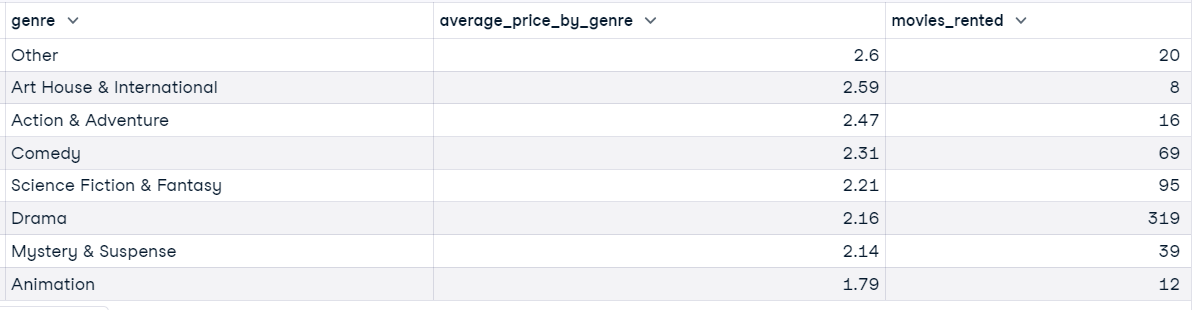 genre average_price_by_genre movies_rented
Other 2.6 20
Art House & International 2.59 8
Action & Adventure 2.47 16
Comedy 2.31 69
Science Fiction & Fantasy 2.21 95
Drama 2.16 319
Mystery & Suspense 2.14 39
Animation 1.79 12